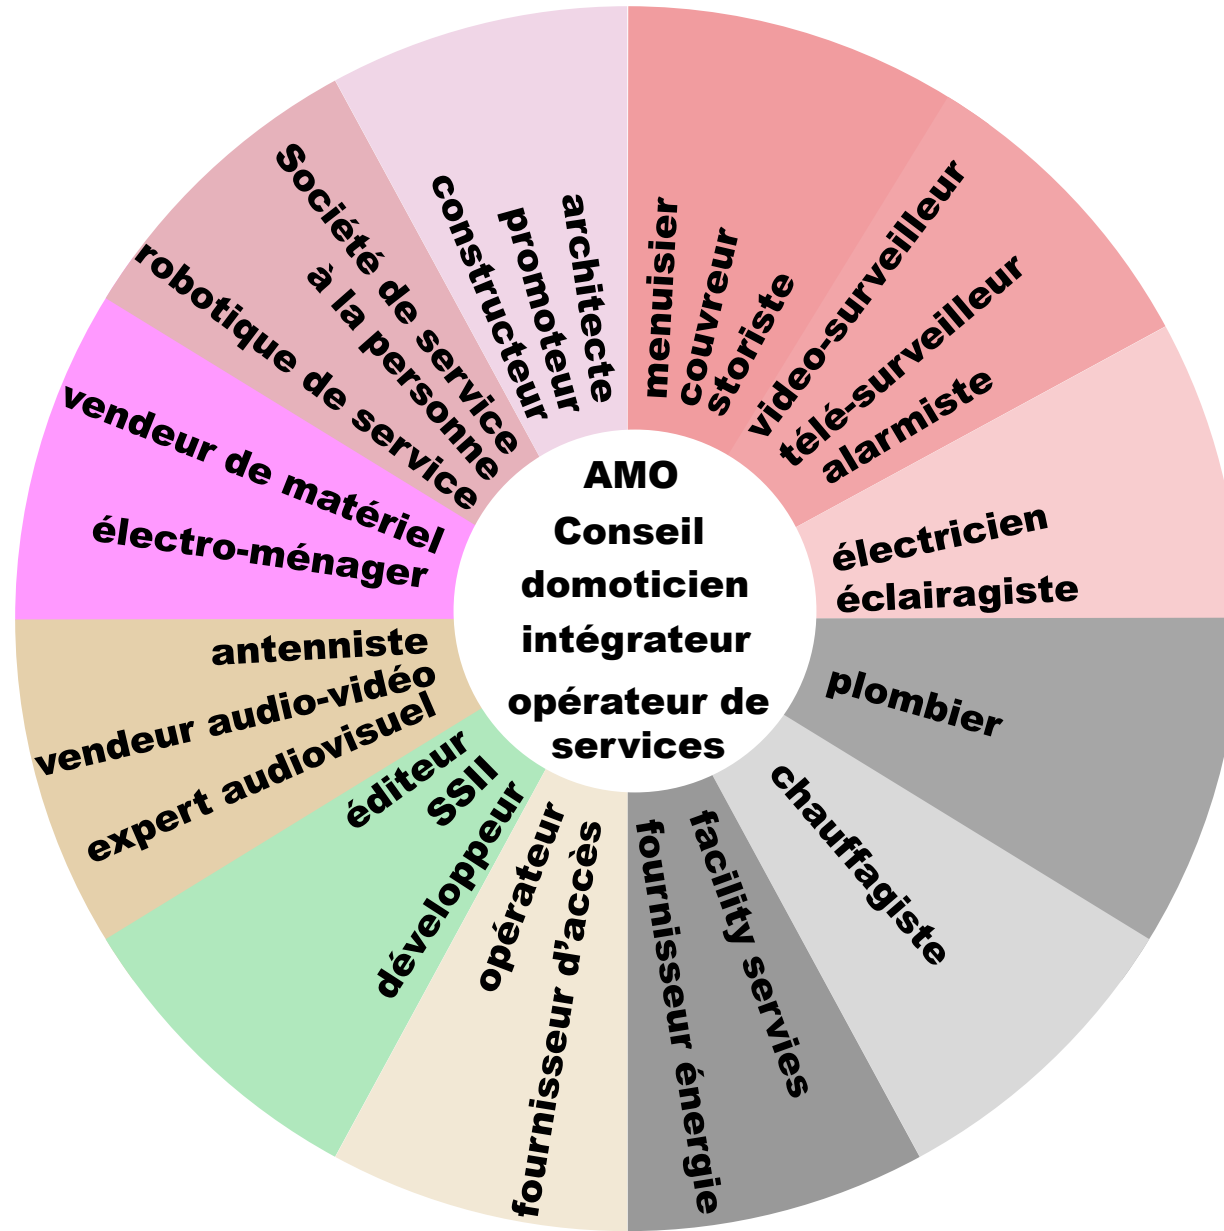 AMO
Conseil
domoticien
intégrateur
opérateur de
services
menuisier
couvreur
storiste
video-surveilleur
télé-surveilleur
alarmiste
électricien
éclairagiste
plombier
chauffagiste
facility servies
fournisseur énergie
fournisseur d’accès
opérateur
développeur
SSII
éditeur
expert audiovisuel
vendeur audio-vidéo
antenniste
électro-ménager
vendeur de matériel
robotique de service
Société de service
à la personne
constructeur
promoteur
architecte